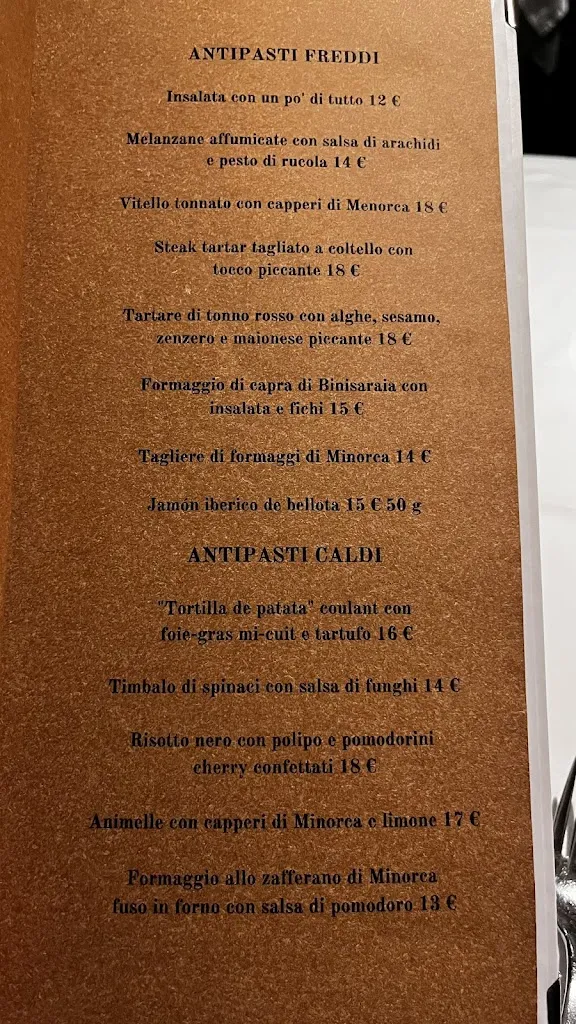 ANTIPASTI FREDDI
Insalata con un po' di tutto 12 €
Melanzane affumicate con salsa di arachidi
e pesto di rucola 14 €
Vitello tonnato con capperi di Menorca 18 €
Steak tartar tagliato a coltello con
tocco piccante 18 €
Tartare di tonno rosso con alghe, sesamo,
zenzero e maionese piccante 18 €
Formaggio di capra di Binisaraia con
insalata e fichi 15 €
Tagliere di formaggi di Minorca 14 €
Jamón iberico de bellota 15 € 50 g
ANTIPASTI CALDI
"Tortilla de patata" coulant con
foie-gras mi-cuit e tartufo 16 €
Timbalo di spinaci con salsa di funghi 14 €
Risotto nero con polipo e pomodorini
cherry confettati 18 €
Animelle con capperi di Minorca e limone 17 €
Formaggio allo zafferano di Minorca
fuso in forno con salsa di pomodoro 13 €